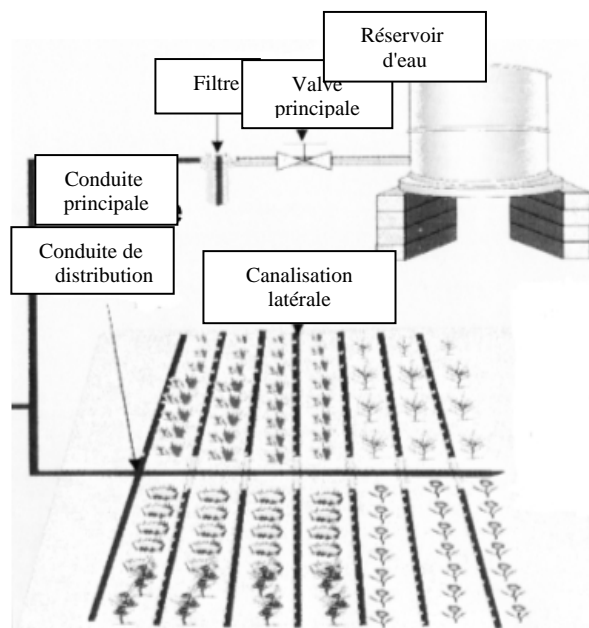 Réservoir
d'eau
Filtre
Valve
principale
Conduite
principale
Conduite de
distribution
Canalisation
latérale